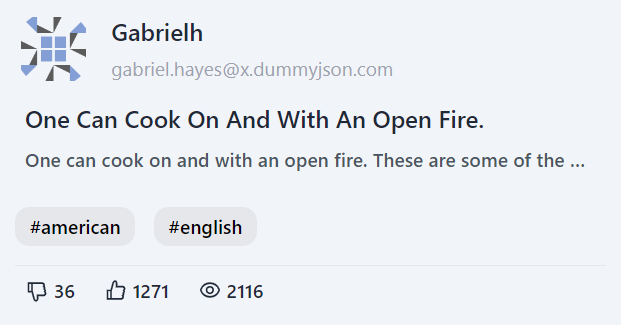 Gabrielh
gabriel.hayes@x.dummyjson.com
One Can Cook On And With An Open Fire.
One can cook on and with an open fire. These are some of the ...
#american #english
36 1271 2116